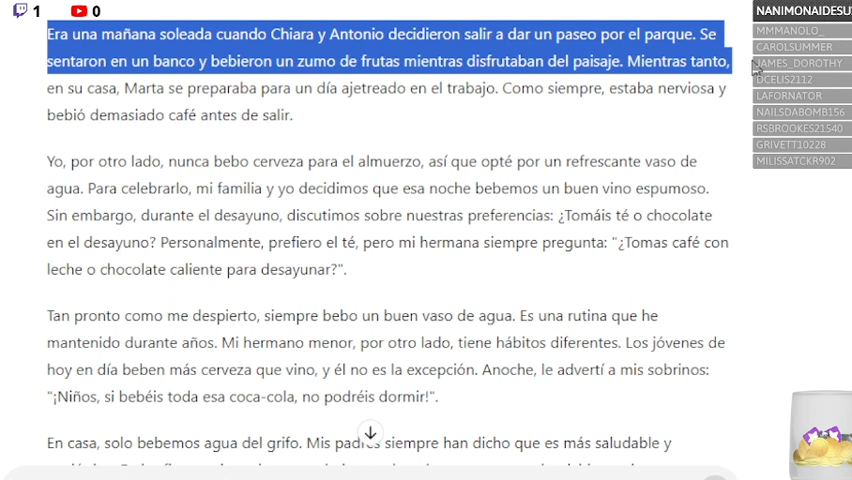 1 0
NANIMONAIDESU
Era una mañana soleada cuando Chiara y Antonio decidieron salir a dar un paseo por el parque. Se
sentaron en un banco y bebieron un zumo de frutas mientras disfrutaban del paisaje. Mientras tanto,
en su casa, Marta se preparaba para un día ajetreado en el trabajo. Como siempre, estaba nerviosa y
bebió demasiado café antes de salir.
Yo, por otro lado, nunca bebo cerveza para el almuerzo, así que opté por un refrescante vaso de
agua. Para celebrarlo, mi familia y yo decidimos que esa noche bebemos un buen vino espumoso.
Sin embargo, durante el desayuno, discutimos sobre nuestras preferencias: ¿Tomáis té o chocolate
en el desayuno? Personalmente, prefiero el té, pero mi hermana siempre pregunta: "¿Tomas café con
leche o chocolate caliente para desayunar?".
Tan pronto como me despierto, siempre bebo un buen vaso de agua. Es una rutina que he
mantenido durante años. Mi hermano menor, por otro lado, tiene hábitos diferentes. Los jóvenes de
hoy en día beben más cerveza que vino, y él no es la excepción. Anoche, le advertí a mis sobrinos:
"¡Niños, si bebéis toda esa coca-cola, no podréis dormir!".
En casa, solo bebemos agua del grifo. Mis padres siempre han dicho que es más saludable y
MMMANOLO_
CAROLSUMMER
JAMES_DOROTHY
DCELIS2112
LAFORNATOR
NAILSDABOMB156
RSBROOKES21540
GRIVETT10228
MILISSATCKR902